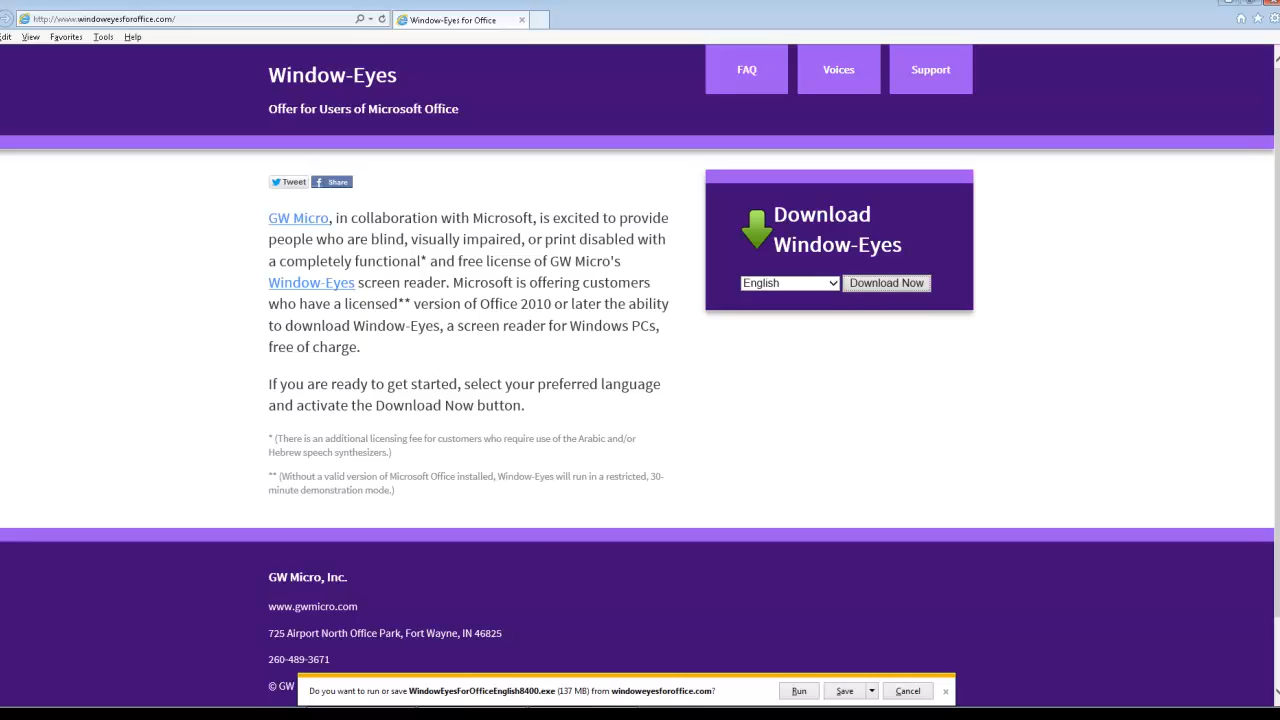 http://www.windoweyesforoffice.com/
Window-Eyes for Office
View Favorites Tools Help
Window-Eyes
Offer for Users of Microsoft Office
FAQ
Voices
Support
Tweet
Share
GW Micro, in collaboration with Microsoft, is excited to provide
people who are blind, visually impaired, or print disabled with
a completely functional* and free license of GW Micro's
Window-Eyes screen reader. Microsoft is offering customers
who have a licensed** version of Office 2010 or later the ability
to download Window-Eyes, a screen reader for Windows PCs,
free of charge.
If you are ready to get started, select your preferred language
and activate the Download Now button.
* (There is an additional licensing fee for customers who require use of the Arabic and/or
Hebrew speech synthesizers.)
** (Without a valid version of Microsoft Office installed, Window-Eyes will run in a restricted, 30-
minute demonstration mode.)
Download
Window-Eyes
English
Download Now
GW Micro, Inc.
www.gwmicro.com
725 Airport North Office Park, Fort Wayne, IN 46825
260-489-3671
© GW
Do you want to run or save WindowEyesForOfficeEnglish8400.exe (137 MB) from windoweyesforoffice.com?
Run
Save
Cancel